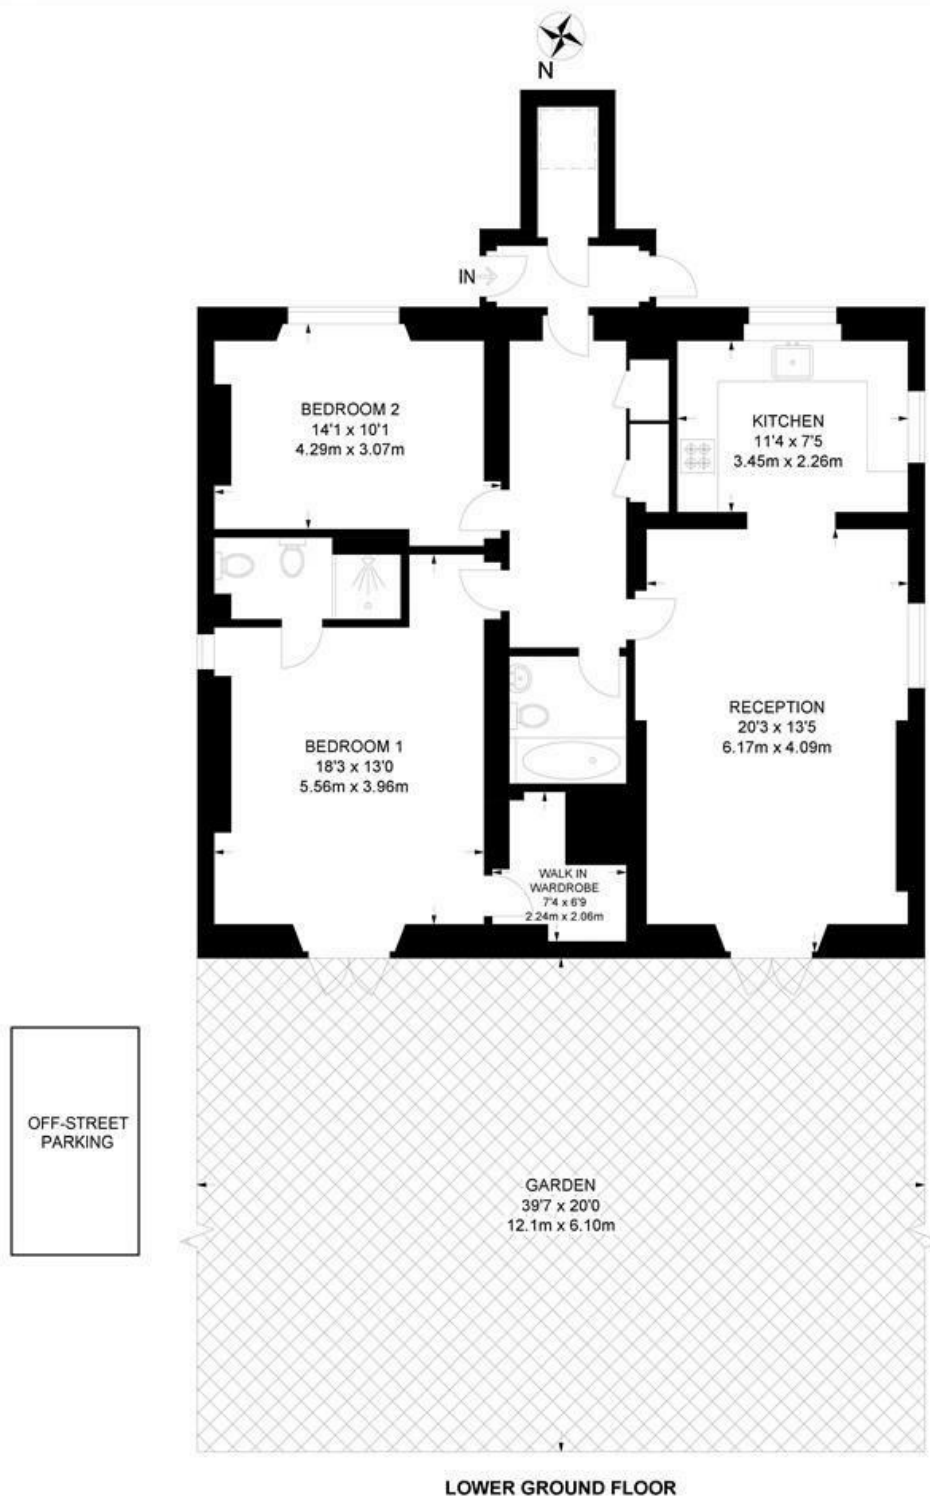 N
IN
BEDROOM 2
14'1 x 10'1
4.29m x 3.07m
KITCHEN
11'4 x 7'5
3.45m x 2.26m
RECEPTION
20'3 x 13'5
6.17m x 4.09m
BEDROOM 1
18'3 x 13'0
5.56m x 3.96m
WALK IN
WARDROBE
7'4 x 6'9
2.24m x 2.06m
OFF-STREET
PARKING
GARDEN
39'7 x 20'0
12.1m x 6.10m
LOWER GROUND FLOOR